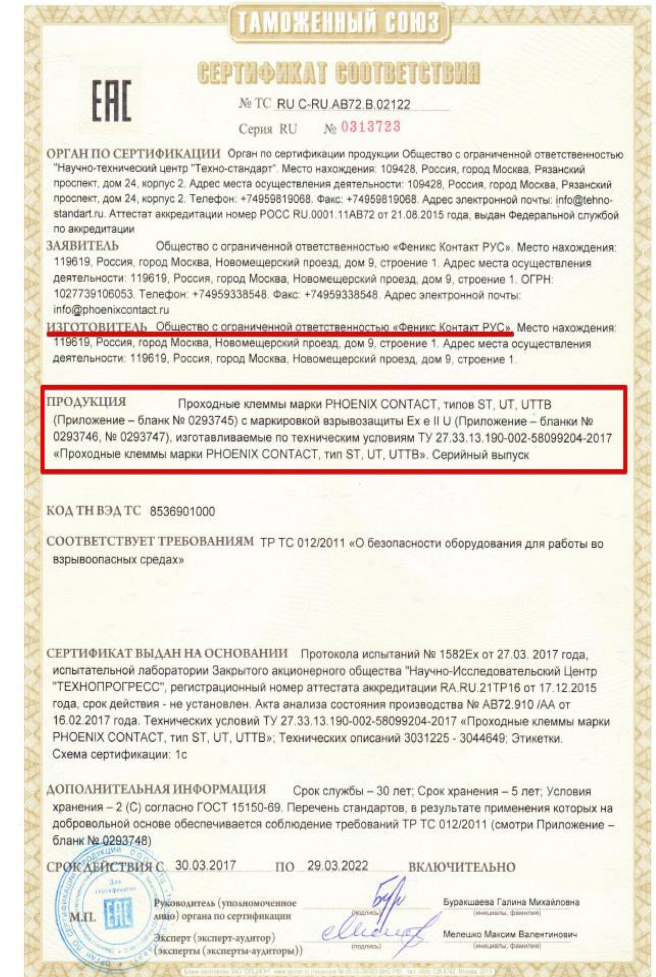 ТАМОЖЕННЫЙ СОЮЗ
СЕРТИФИКАТ СООТВЕТСТВИЯ
ЕАС
№ ТС RU C-RU.АВ72.В.02122
Серия RU № 0313723
ОРГАН ПО СЕРТИФИКАЦИИ Орган по сертификации продукции Общество с ограниченной ответственностью
"Научно-технический центр "Техно-стандарт". Место нахождения: 109428, Россия, город Москва, Рязанский
проспект, дом 24, корпус 2. Адрес места осуществления деятельности: 109428, Россия, город Москва, Рязанский
проспект, дом 24, корпус 2. Телефон: +74959819068. Факс: +74959819068. Адрес электронной почты: info@tehno-
standart.ru. Аттестат аккредитации номер РОСС RU.0001.11АВ72 от 21.08.2015 года, выдан Федеральной службой
по аккредитации
ЗАЯВИТЕЛЬ Общество с ограниченной ответственностью «Феникс Контакт РУС». Место нахождения:
119619, Россия, город Москва, Новомещерский проезд, дом 9, строение 1. Адрес места осуществления
деятельности: 119619, Россия, город Москва, Новомещерский проезд, дом 9, строение 1. ОГРН:
1027739106053. Телефон: +74959338548. Факс: +74959338548. Адрес электронной почты:
info@phoenixcontact.ru
ИЗГОТОВИТЕЛЬ Общество с ограниченной ответственностью «Феникс Контакт РУС». Место нахождения:
119619, Россия, город Москва, Новомещерский проезд, дом 9, строение 1. Адрес места осуществления
деятельности: 119619, Россия, город Москва, Новомещерский проезд, дом 9, строение 1.
ПРОДУКЦИЯ Проходные клеммы марки PHOENIX CONTACT, типов ST, UT, UTTB
(Приложение – бланк № 0293745) с маркировкой взрывозащиты Ex e II U (Приложение – бланки №
0293746, № 0293747), изготавливаемые по техническим условиям ТУ 27.33.13.190-002-58099204-2017
«Проходные клеммы марки PHOENIX CONTACT, тип ST, UT, UTTB». Серийный выпуск
КОД ТН ВЭД ТС 8536901000
СООТВЕТСТВУЕТ ТРЕБОВАНИЯМ ТР ТС 012/2011 «О безопасности оборудования для работы во
взрывоопасных средах»
СЕРТИФИКАТ ВЫДАН НА ОСНОВАНИИ Протокола испытаний № 1582Ех от 27.03. 2017 года,
испытательной лаборатории Закрытого акционерного общества "Научно-Исследовательский Центр
"ТЕХНОПРОГРЕСС", регистрационный номер аттестата аккредитации RA.RU.21ТР16 от 17.12.2015
года, срок действия - не установлен. Акта анализа состояния производства № АВ72.910 /АА от
16.02.2017 года. Технических условий ТУ 27.33.13.190-002-58099204-2017 «Проходные клеммы марки
PHOENIX CONTACT, тип ST, UT, UTTB»; Технических описаний 3031225 - 3044649; Этикетки.
Схема сертификации: 1с
ДОПОЛНИТЕЛЬНАЯ ИНФОРМАЦИЯ Срок службы – 30 лет; Срок хранения – 5 лет; Условия
хранения – 2 (С) согласно ГОСТ 15150-69. Перечень стандартов, в результате применения которых на
добровольной основе обеспечивается соблюдение требований ТР ТС 012/2011 (смотри Приложение –
бланк № 0293748)
СРОК ДЕЙСТВИЯ С 30.03.2017 ПО 29.03.2022 ВКЛЮЧИТЕЛЬНО
М.П.
Руководитель (уполномоченное
лицо) органа по сертификации
(подпись)
Буракшаева Галина Михайловна
(инициалы, фамилия)
Эксперт (эксперт-аудитор)
(эксперты (эксперты-аудиторы))
(подпись)
Мелешко Максим Валентинович
(инициалы, фамилия)